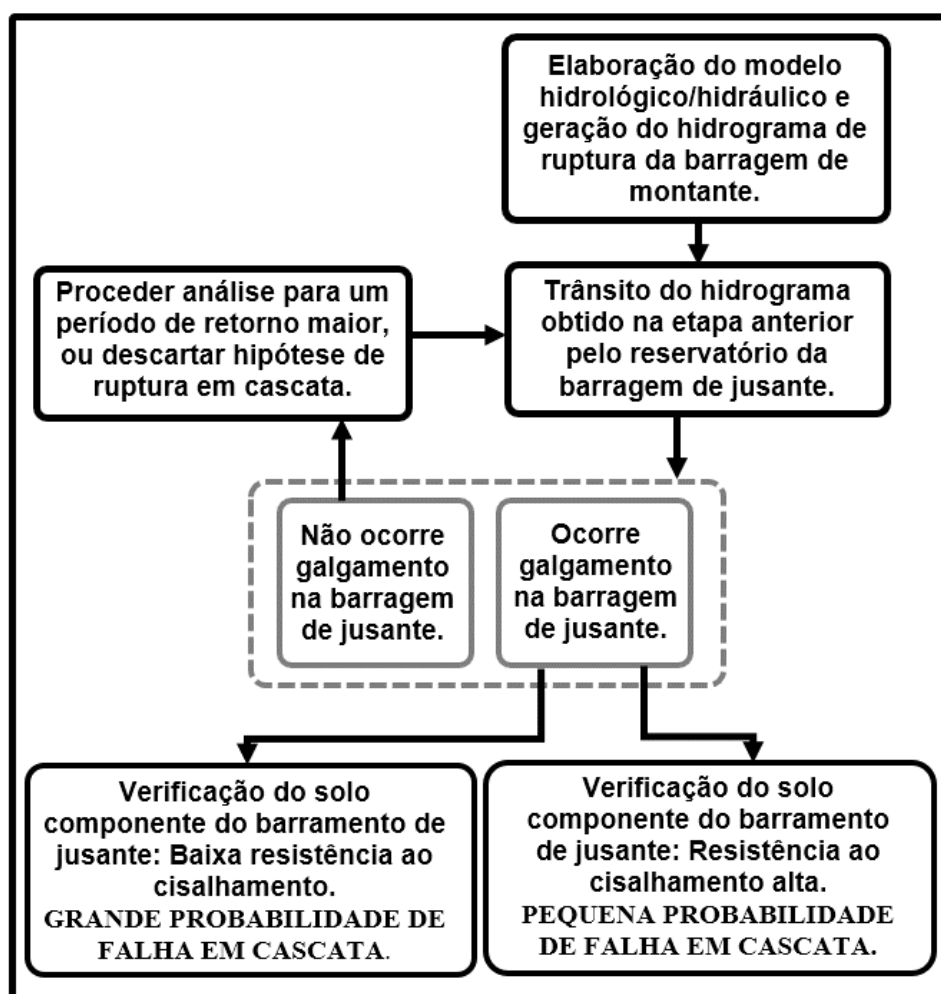 Elaboração do modelo
hidrológico/hidráulico e
geração do hidrograma de
ruptura da barragem de
montante.
Proceder análise para um
período de retorno maior,
ou descartar hipótese de
ruptura em cascata.
Trânsito do hidrograma
obtido na etapa anterior
pelo reservatório da
barragem de jusante.
Não ocorre
galgamento
na barragem
de jusante.
Ocorre
galgamento
na barragem
de jusante.
Verificação do solo
componente do barramento de
jusante: Baixa resistência ao
cisalhamento.
GRANDE PROBABILIDADE DE
FALHA EM CASCATA.
Verificação do solo
componente do barramento
de jusante: Resistência ao
cisalhamento alta.
PEQUENA PROBABILIDADE
DE FALHA EM CASCATA.